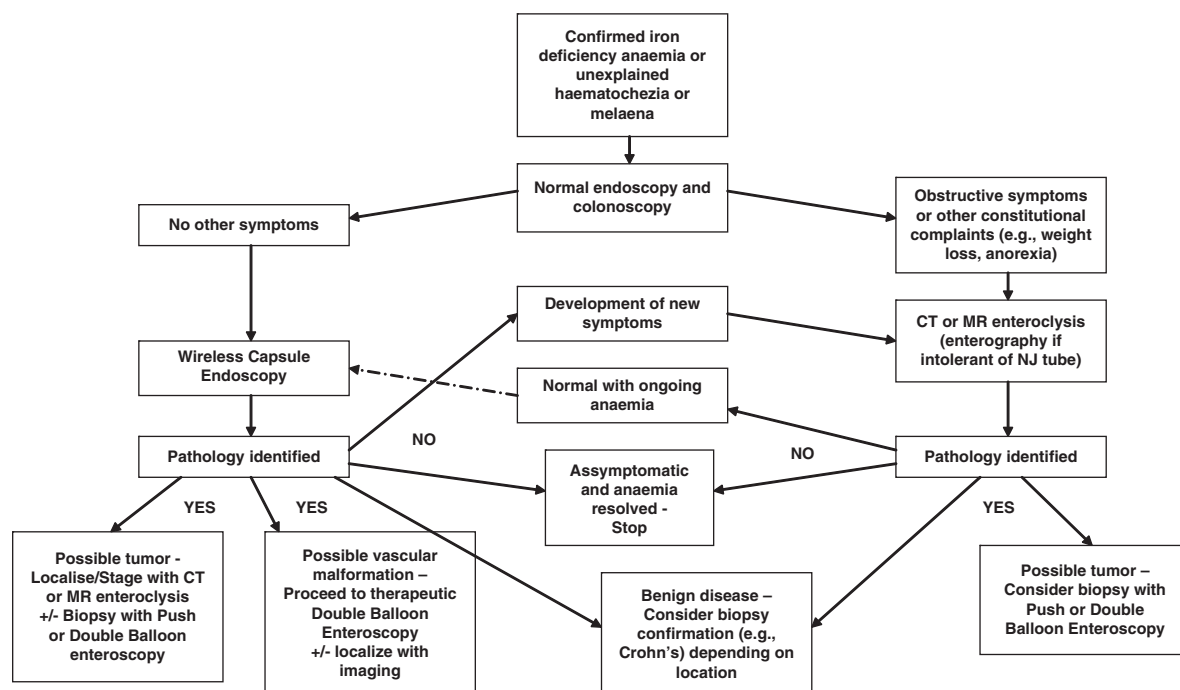 Confirmed iron
deficiency anaemia or
unexplained
haematochezia or
melaena
Normal endoscopy and
colonoscopy
No other symptoms
Obstructive symptoms
or other constitutional
complaints (e.g., weight
loss, anorexia)
Development of new
symptoms
CT or MR enteroclysis
(enterography if
intolerant of NJ tube)
Wireless Capsule
Endoscopy
Normal with ongoing
anaemia
NO
NO
Pathology identified
Assymptomatic
and anaemia
resolved -
Stop
Pathology identified
YES
YES
YES
Possible tumor -
Localise/Stage with CT
or MR enteroclysis
+/- Biopsy with Push
or Double Balloon
enteroscopy
Possible vascular
malformation –
Proceed to therapeutic
Double Balloon
Enteroscopy
+/- localize with
imaging
Benign disease –
Consider biopsy
confirmation (e.g.,
Crohn's) depending on
location
Possible tumor –
Consider biopsy with
Push or Double
Balloon Enteroscopy